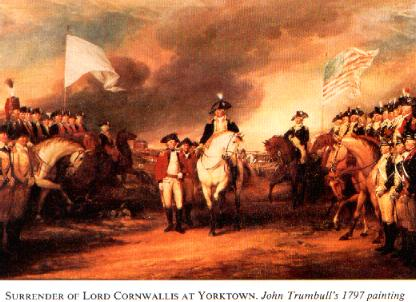 SURRENDER OF LORD CORNWALLIS AT YORKTOWN. John Trumbull's 1797 painting